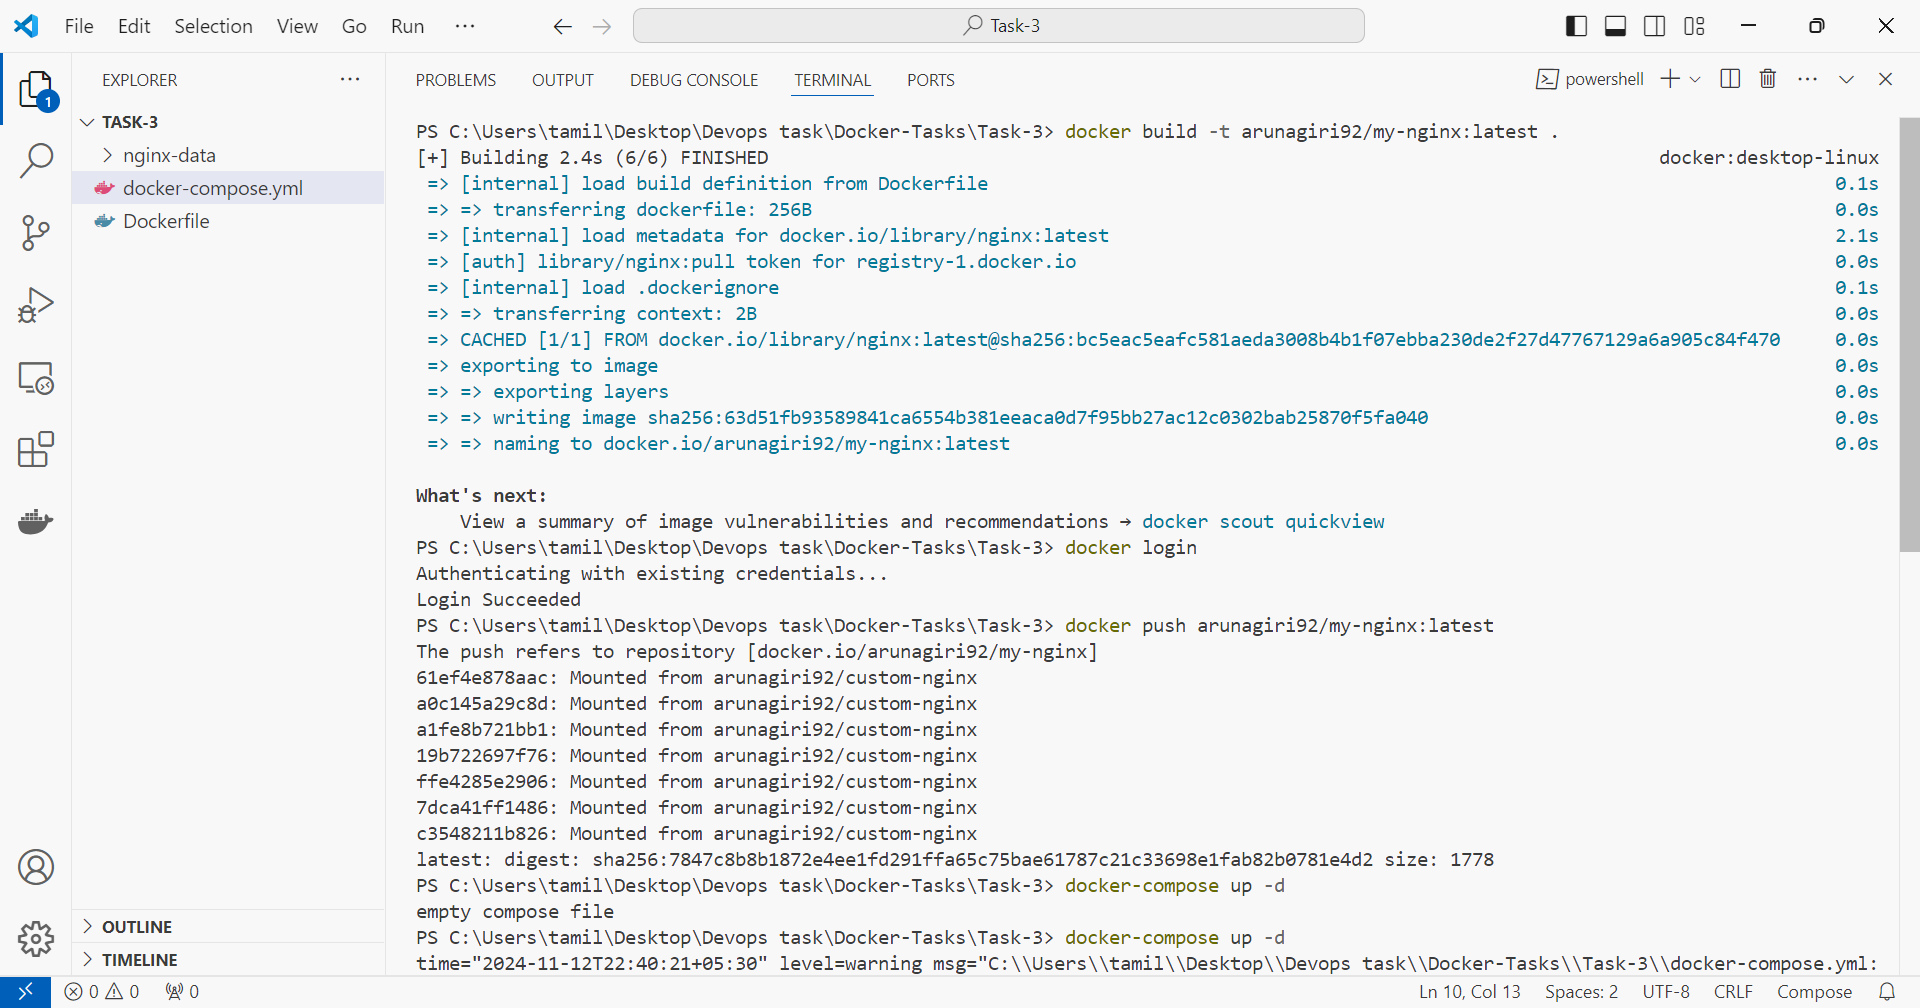 File Edit Selection View Go Run ··· Task-3
EXPLORER ···
1
TASK-3
nginx-data
docker-compose.yml
Dockerfile
OUTLINE
TIMELINE
PROBLEMS OUTPUT DEBUG CONSOLE TERMINAL PORTS powershell
PS C:\Users\tamil\Desktop\Devops task\Docker-Tasks\Task-3> docker build -t arunagiri92/my-nginx:latest .
[+] Building 2.4s (6/6) FINISHED docker:desktop-linux
=> [internal] load build definition from Dockerfile 0.1s
=> => transferring dockerfile: 256B 0.0s
=> [internal] load metadata for docker.io/library/nginx:latest 2.1s
=> [auth] library/nginx:pull token for registry-1.docker.io 0.0s
=> [internal] load .dockerignore 0.1s
=> => transferring context: 2B 0.0s
=> CACHED [1/1] FROM docker.io/library/nginx:latest@sha256:bc5eac5eafc581aeda3008b4b1f07ebba230de2f27d47767129a6a905c84f470 0.0s
=> exporting to image 0.0s
=> => exporting layers 0.0s
=> => writing image sha256:63d51fb93589841ca6554b381eeaca0d7f95bb27ac12c0302bab25870f5fa040 0.0s
=> => naming to docker.io/arunagiri92/my-nginx:latest 0.0s
What's next:
View a summary of image vulnerabilities and recommendations → docker scout quickview
PS C:\Users\tamil\Desktop\Devops task\Docker-Tasks\Task-3> docker login
Authenticating with existing credentials...
Login Succeeded
PS C:\Users\tamil\Desktop\Devops task\Docker-Tasks\Task-3> docker push arunagiri92/my-nginx:latest
The push refers to repository [docker.io/arunagiri92/my-nginx]
61ef4e878aac: Mounted from arunagiri92/custom-nginx
a0c145a29c8d: Mounted from arunagiri92/custom-nginx
a1fe8b721bb1: Mounted from arunagiri92/custom-nginx
19b722697f76: Mounted from arunagiri92/custom-nginx
ffe4285e2906: Mounted from arunagiri92/custom-nginx
7dca41ff1486: Mounted from arunagiri92/custom-nginx
c3548211b826: Mounted from arunagiri92/custom-nginx
latest: digest: sha256:7847c8b8b1872e4ee1fd291ffa65c75bae61787c21c33698e1fab82b0781e4d2 size: 1778
PS C:\Users\tamil\Desktop\Devops task\Docker-Tasks\Task-3> docker-compose up -d
empty compose file
PS C:\Users\tamil\Desktop\Devops task\Docker-Tasks\Task-3> docker-compose up -d
time="2024-11-12T22:40:21+05:30" level=warning msg="C:\\Users\\tamil\\Desktop\\Devops task\\Docker-Tasks\\Task-3\\docker-compose.yml:
0 0 0 Ln 10, Col 13 Spaces: 2 UTF-8 CRLF Compose